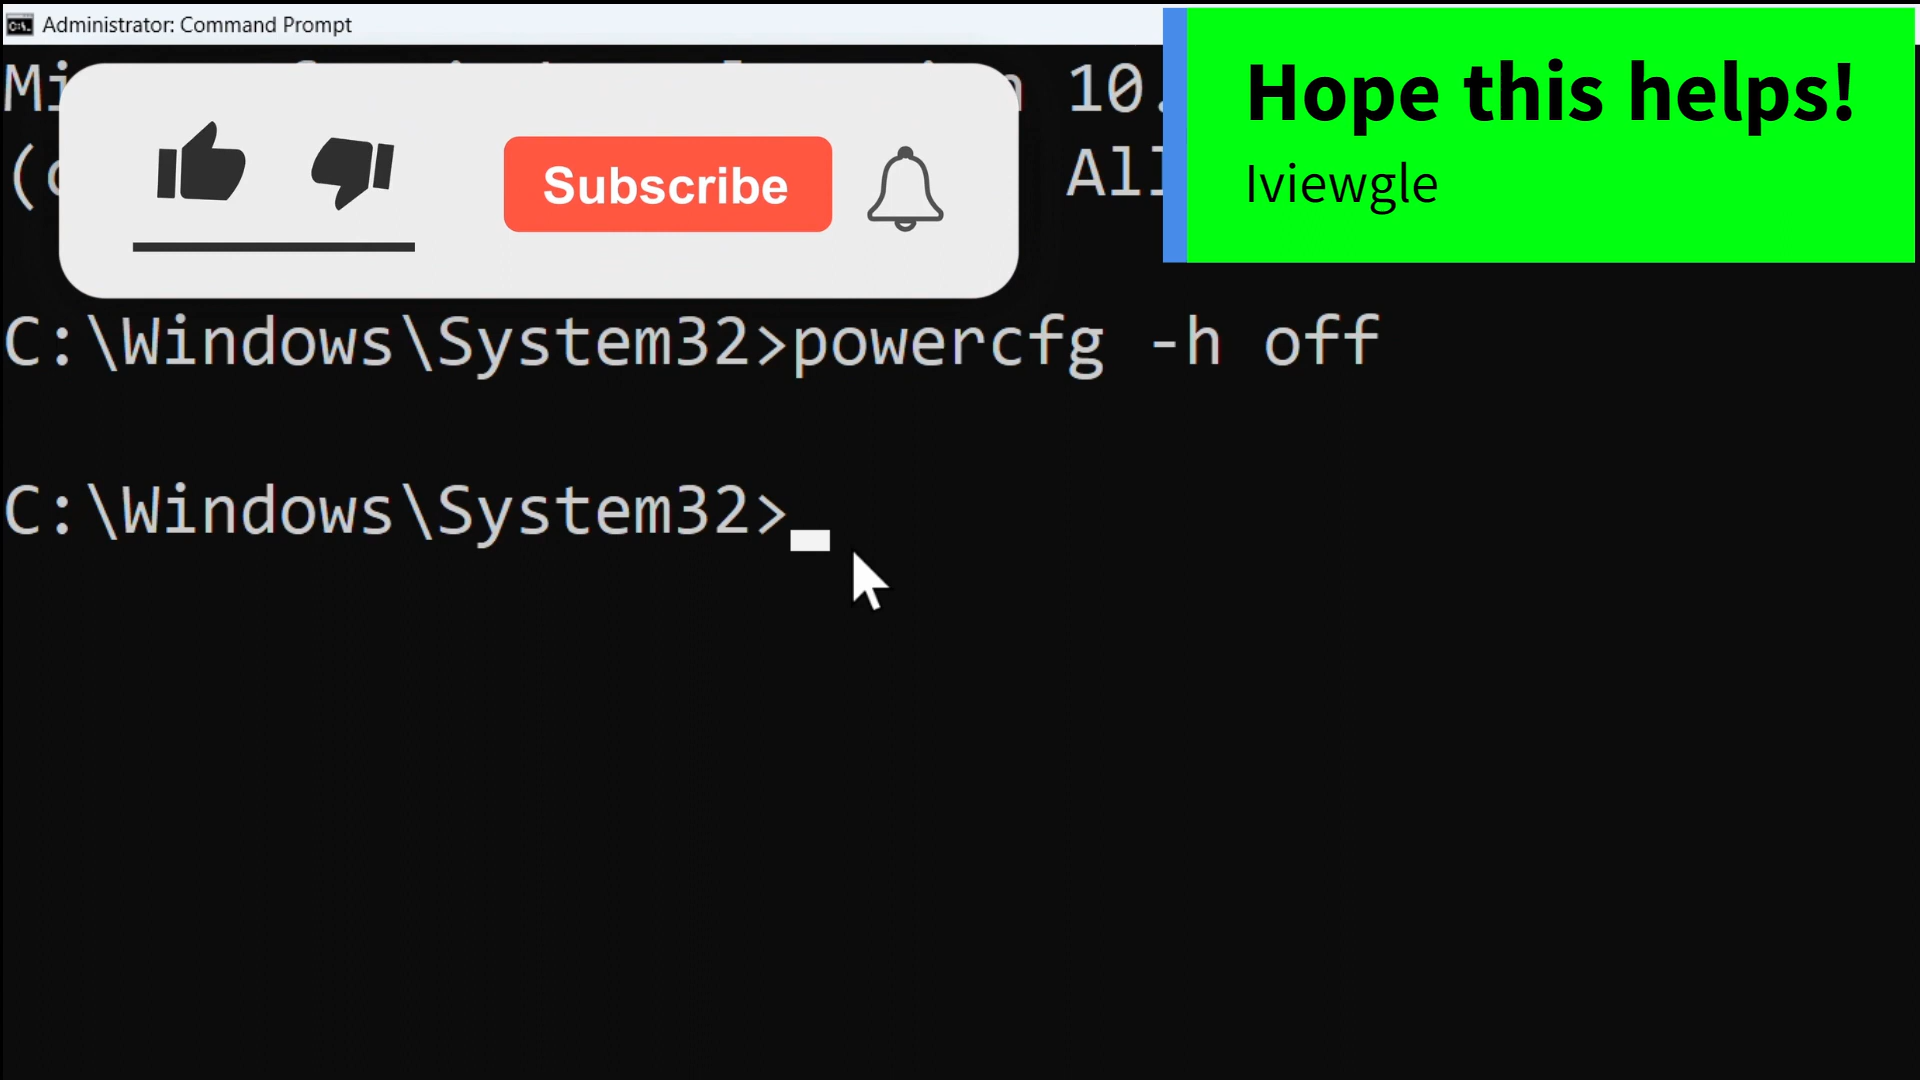 Administrator: Command Prompt
10.
All
Subscribe
Hope this helps!
Iviewgle
C:\Windows\System32>powercfg -h off
C:\Windows\System32>